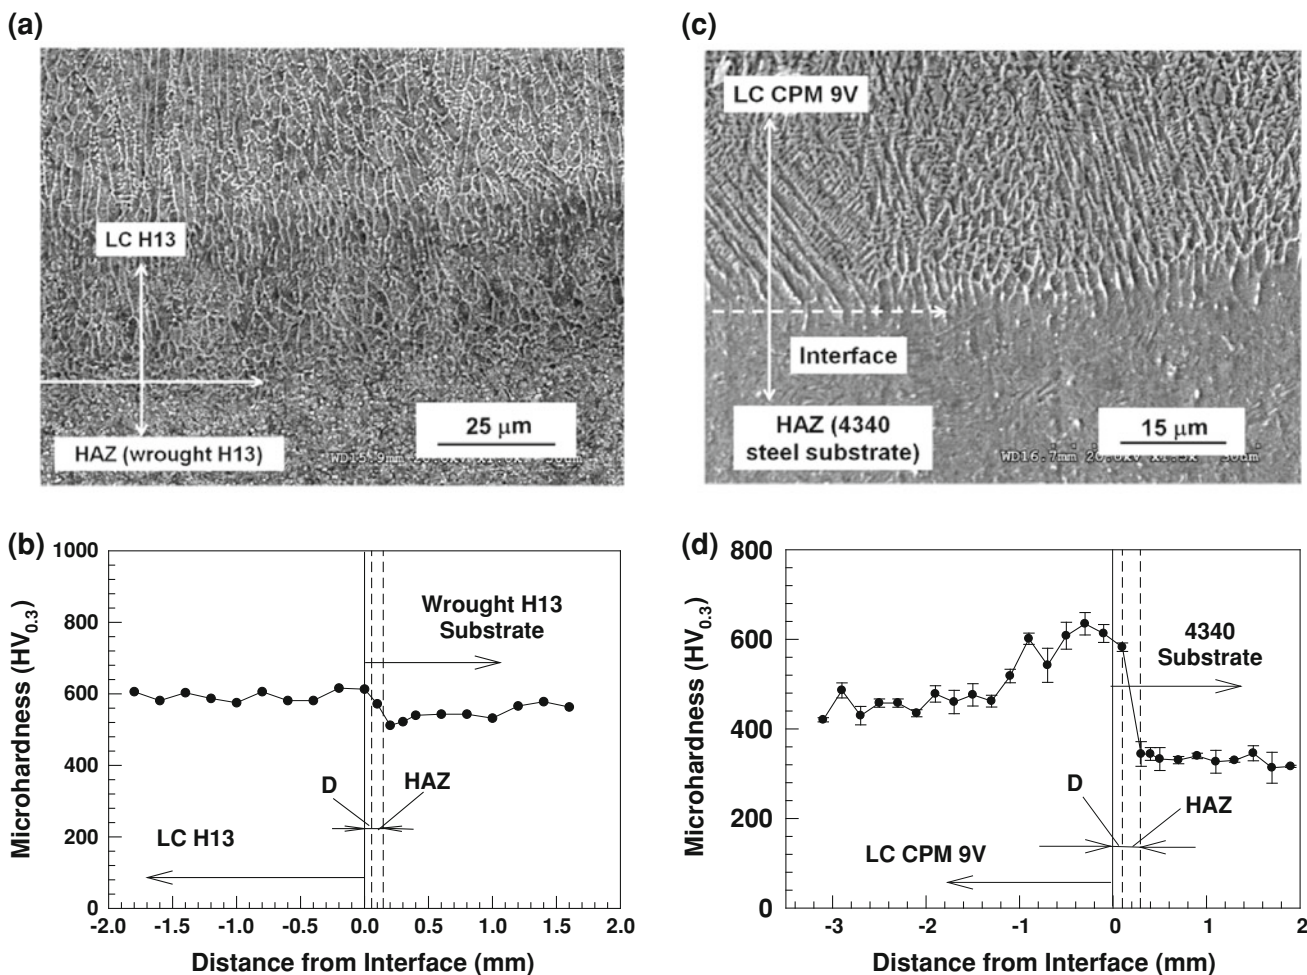 (a)
LC H13
HAZ (wrought H13)
25 μm
(c)
LC CPM 9V
Interface
HAZ (4340
steel substrate)
15 μm
(b)
1000
800
600
400
200
0
Microhardness (HV0.3)
Wrought H13
Substrate
D
HAZ
LC H13
-2.0 -1.5 -1.0 -0.5 0.0 0.5 1.0 1.5 2.0
Distance from Interface (mm)
(d)
800
600
400
200
0
Microhardness (HV0.3)
4340
Substrate
D
HAZ
LC CPM 9V
-3 -2 -1 0 1 2
Distance from Interface (mm)